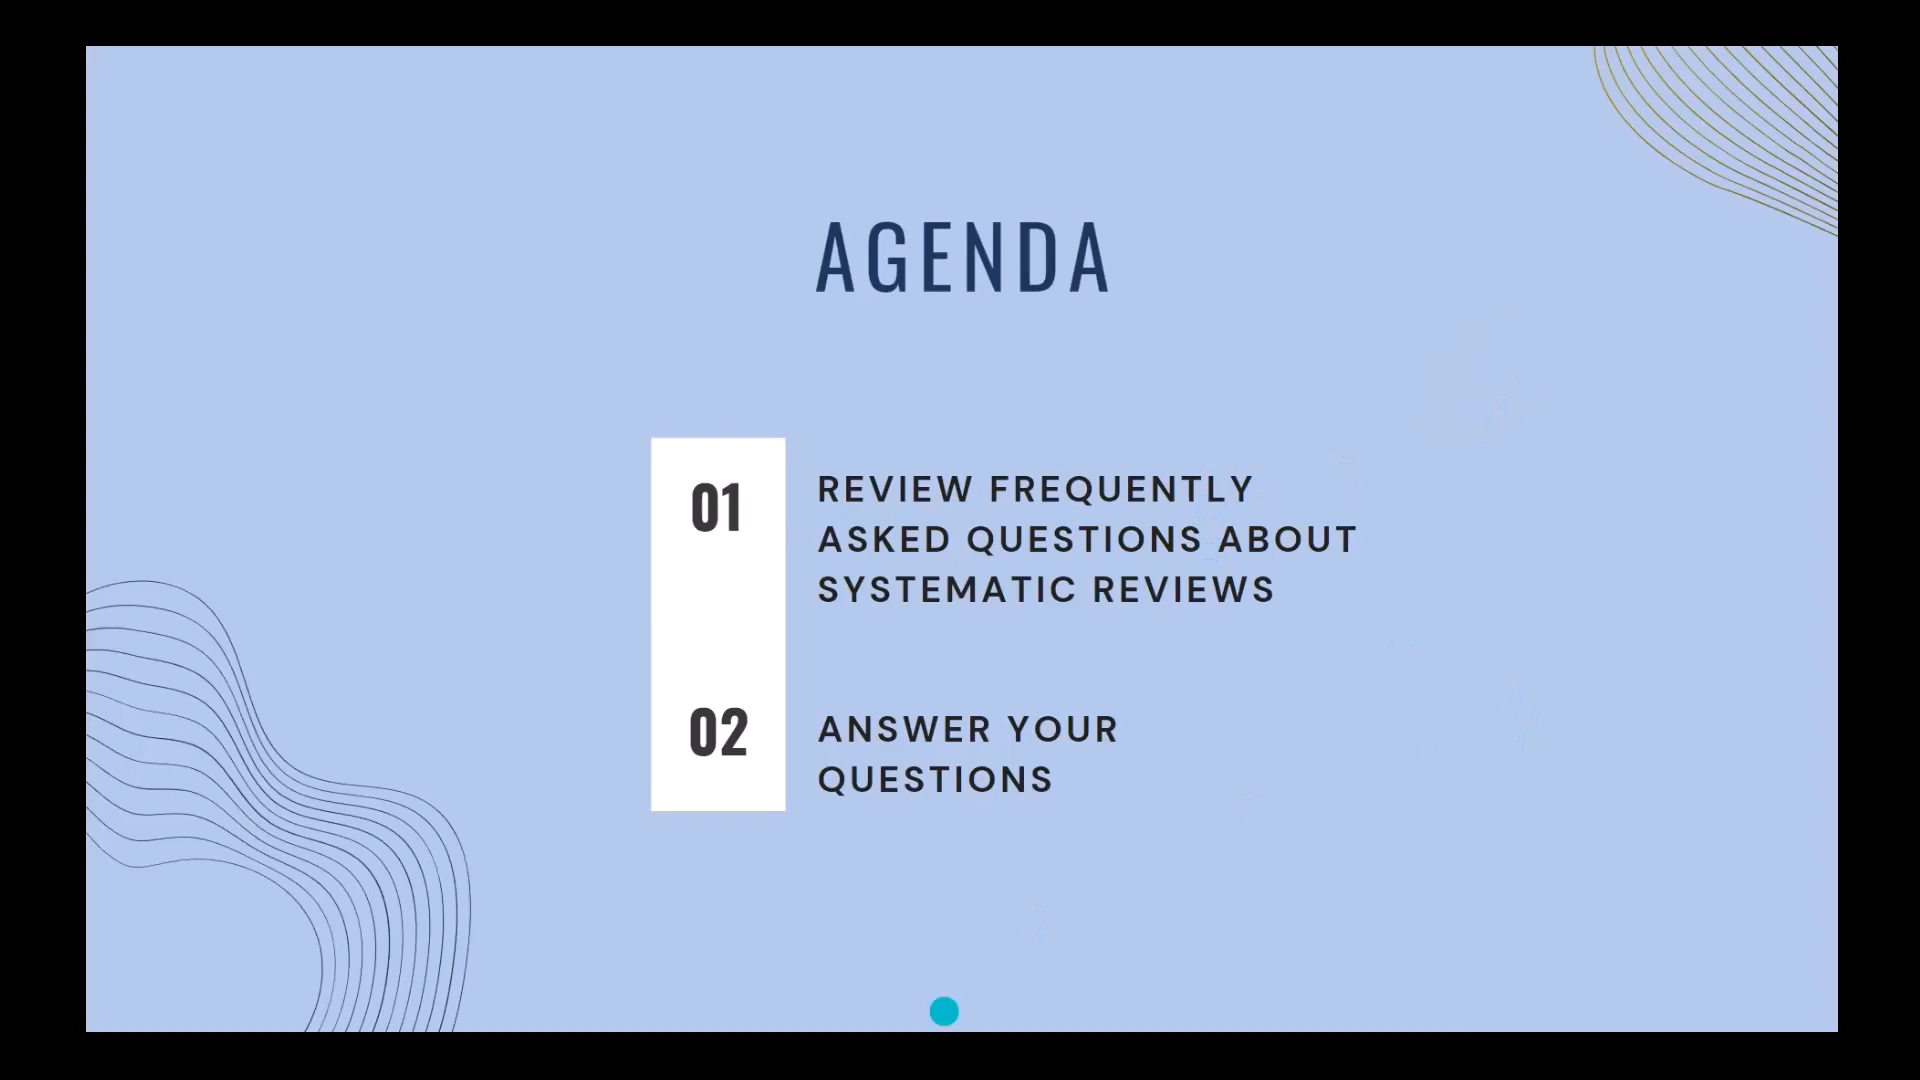 AGENDA
01
REVIEW FREQUENTLY
ASKED QUESTIONS ABOUT
SYSTEMATIC REVIEWS
02
ANSWER YOUR
QUESTIONS